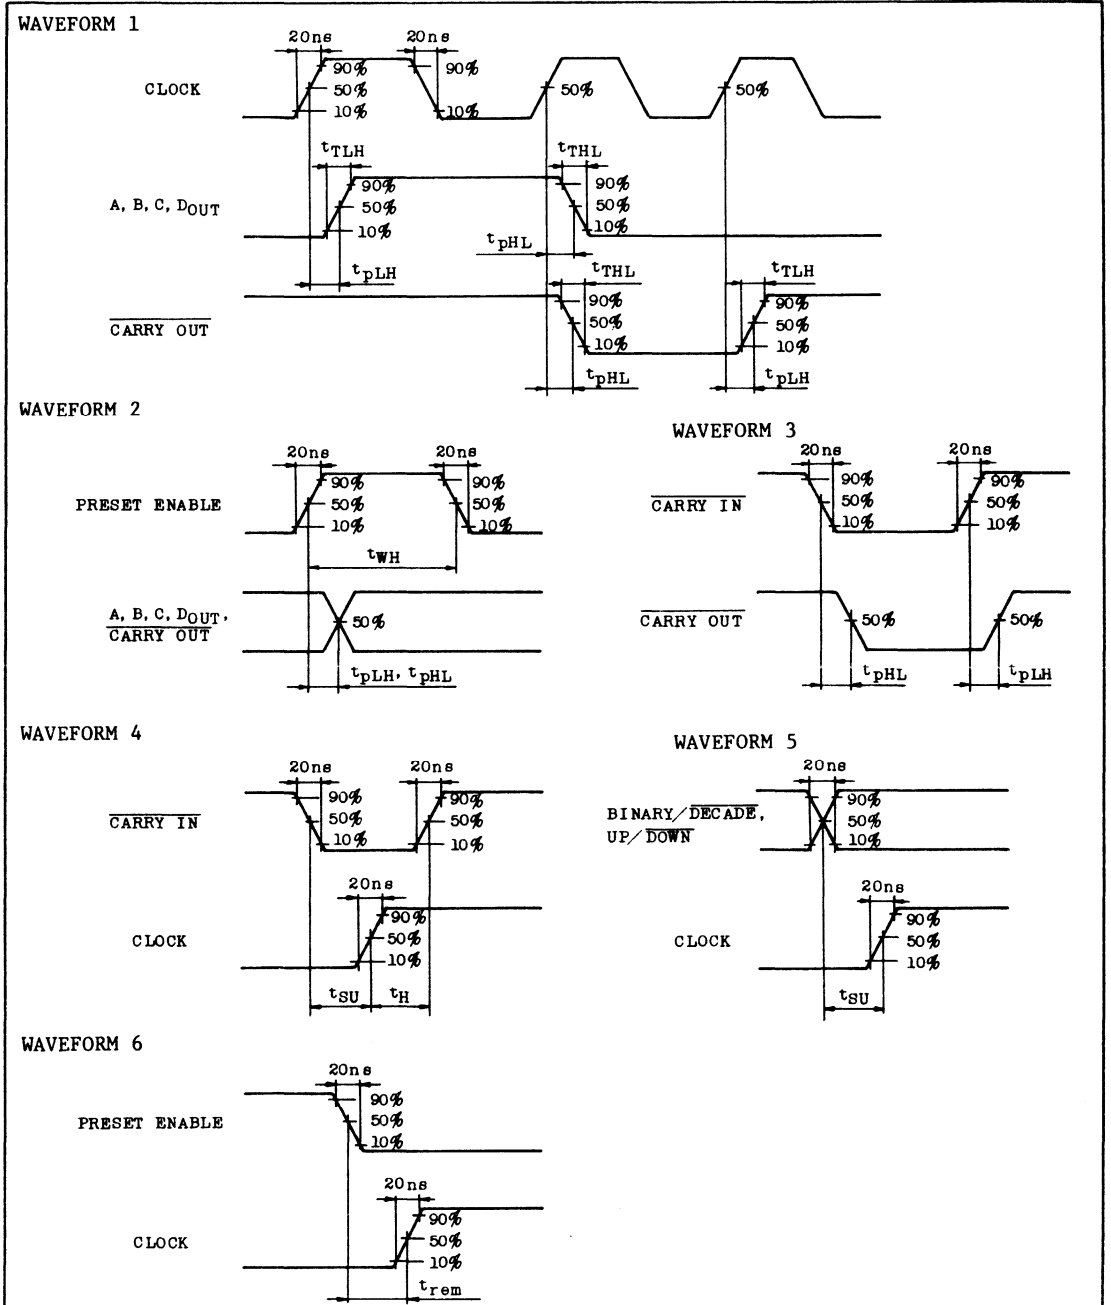 WAVEFORM 1
20ns 20ns
CLOCK
90% 90%
50% 50% 50%
10% 10%
tTLH tTHL
A, B, C, DOUT
90% 90%
50% 50%
10% 10%
tpLH tpHL
tTHL tTLH
CARRY OUT
90% 90%
50% 50%
10% 10%
tpHL tpLH
WAVEFORM 2
20ns 20ns
PRESET ENABLE
90% 90%
50% 50%
10% 10%
tWH
A, B, C, DOUT,
CARRY OUT
50%
tpLH, tpHL
WAVEFORM 3
20ns 20ns
CARRY IN
90% 90%
50% 50%
10% 10%
CARRY OUT
50% 50%
tpHL tpLH
WAVEFORM 4
20ns 20ns
CARRY IN
90% 90%
50% 50%
10% 10%
20ns
CLOCK
90%
50%
10%
tSU tH
WAVEFORM 5
20ns
BINARY/DECADE,
UP/DOWN
90%
50%
10%
20ns
CLOCK
90%
50%
10%
tSU
WAVEFORM 6
20ns
PRESET ENABLE
90%
50%
10%
20ns
CLOCK
90%
50%
10%
trem